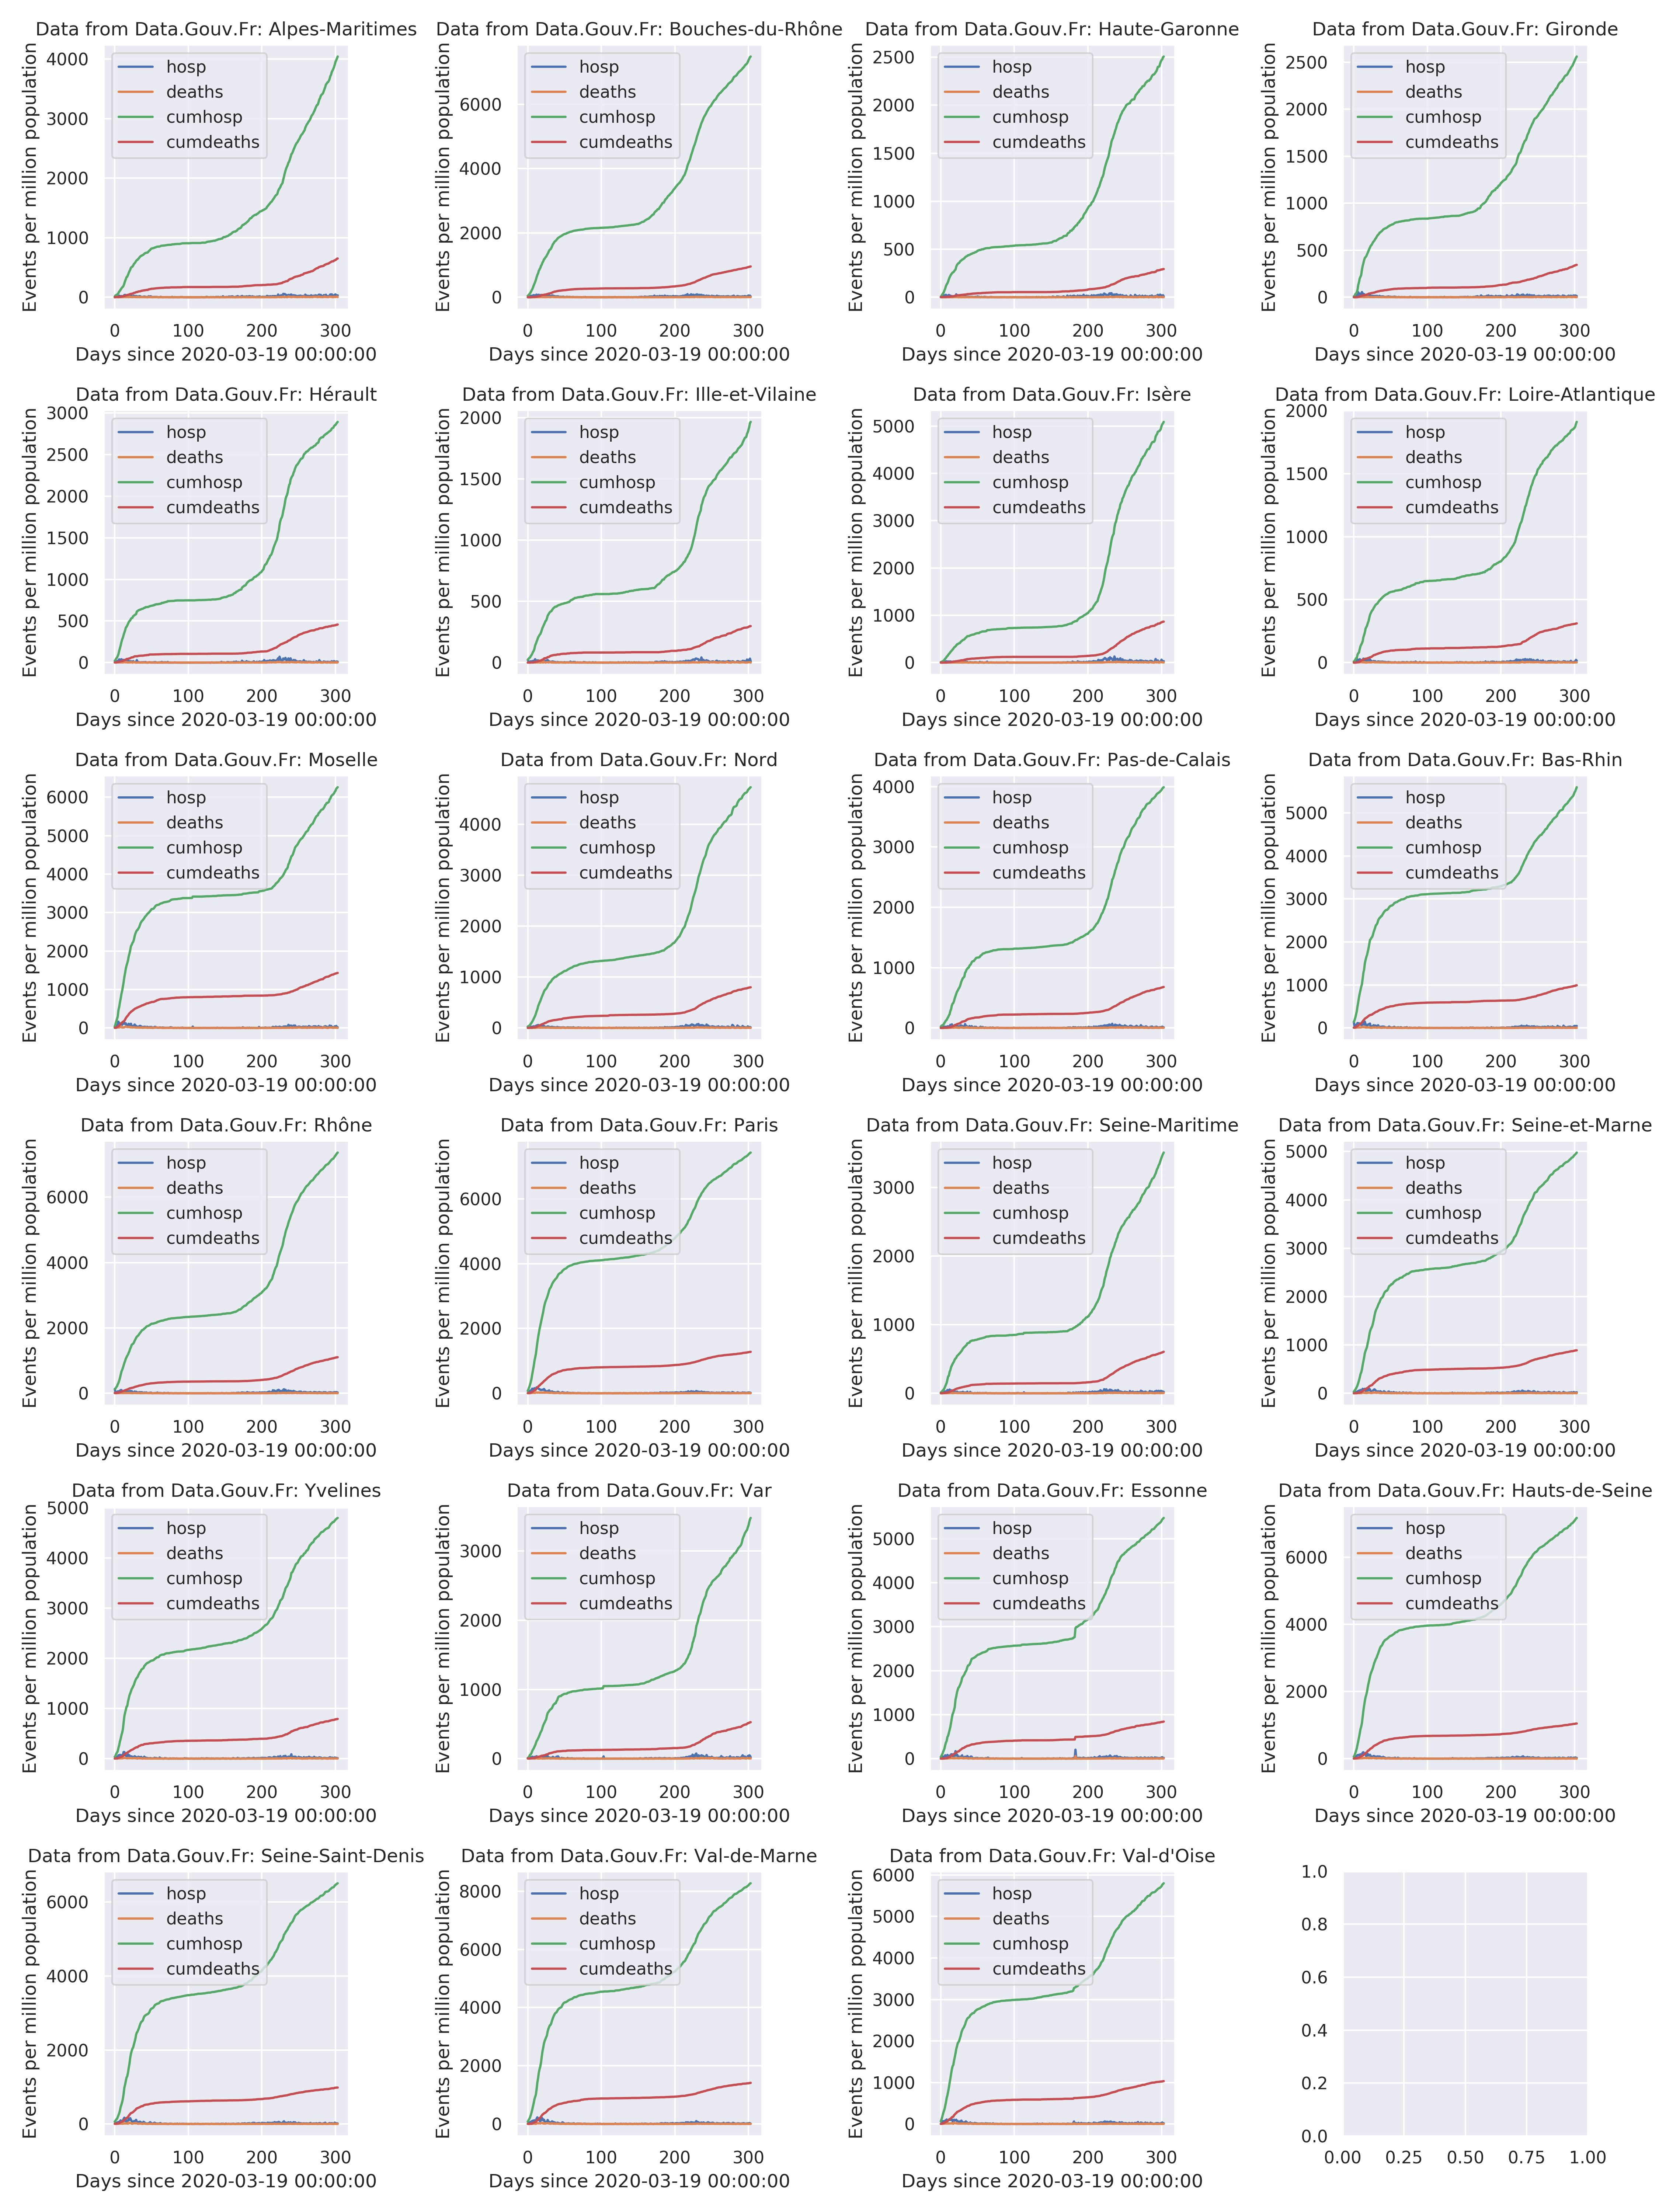 Data from Data.Gouv.Fr: Alpes-Maritimes
Events per million population
4000
3000
2000
1000
0
hosp
deaths
cumhosp
cumdeaths
0 100 200 300
Days since 2020-03-19 00:00:00
Data from Data.Gouv.Fr: Bouches-du-Rhône
Events per million population
6000
4000
2000
0
hosp
deaths
cumhosp
cumdeaths
0 100 200 300
Days since 2020-03-19 00:00:00
Data from Data.Gouv.Fr: Haute-Garonne
Events per million population
2500
2000
1500
1000
500
0
hosp
deaths
cumhosp
cumdeaths
0 100 200 300
Days since 2020-03-19 00:00:00
Data from Data.Gouv.Fr: Gironde
Events per million population
2500
2000
1500
1000
500
0
hosp
deaths
cumhosp
cumdeaths
0 100 200 300
Days since 2020-03-19 00:00:00
Data from Data.Gouv.Fr: Hérault
Events per million population
3000
2500
2000
1500
1000
500
0
hosp
deaths
cumhosp
cumdeaths
0 100 200 300
Days since 2020-03-19 00:00:00
Data from Data.Gouv.Fr: Ille-et-Vilaine
Events per million population
2000
1500
1000
500
0
hosp
deaths
cumhosp
cumdeaths
0 100 200 300
Days since 2020-03-19 00:00:00
Data from Data.Gouv.Fr: Isère
Events per million population
5000
4000
3000
2000
1000
0
hosp
deaths
cumhosp
cumdeaths
0 100 200 300
Days since 2020-03-19 00:00:00
Data from Data.Gouv.Fr: Loire-Atlantique
Events per million population
2000
1500
1000
500
0
hosp
deaths
cumhosp
cumdeaths
0 100 200 300
Days since 2020-03-19 00:00:00
Data from Data.Gouv.Fr: Moselle
Events per million population
6000
5000
4000
3000
2000
1000
0
hosp
deaths
cumhosp
cumdeaths
0 100 200 300
Days since 2020-03-19 00:00:00
Data from Data.Gouv.Fr: Nord
Events per million population
4000
3000
2000
1000
0
hosp
deaths
cumhosp
cumdeaths
0 100 200 300
Days since 2020-03-19 00:00:00
Data from Data.Gouv.Fr: Pas-de-Calais
Events per million population
4000
3000
2000
1000
0
hosp
deaths
cumhosp
cumdeaths
0 100 200 300
Days since 2020-03-19 00:00:00
Data from Data.Gouv.Fr: Bas-Rhin
Events per million population
5000
4000
3000
2000
1000
0
hosp
deaths
cumhosp
cumdeaths
0 100 200 300
Days since 2020-03-19 00:00:00
Data from Data.Gouv.Fr: Rhône
Events per million population
6000
4000
2000
0
hosp
deaths
cumhosp
cumdeaths
0 100 200 300
Days since 2020-03-19 00:00:00
Data from Data.Gouv.Fr: Paris
Events per million population
6000
4000
2000
0
hosp
deaths
cumhosp
cumdeaths
0 100 200 300
Days since 2020-03-19 00:00:00
Data from Data.Gouv.Fr: Seine-Maritime
Events per million population
3000
2000
1000
0
hosp
deaths
cumhosp
cumdeaths
0 100 200 300
Days since 2020-03-19 00:00:00
Data from Data.Gouv.Fr: Seine-et-Marne
Events per million population
5000
4000
3000
2000
1000
0
hosp
deaths
cumhosp
cumdeaths
0 100 200 300
Days since 2020-03-19 00:00:00
Data from Data.Gouv.Fr: Yvelines
Events per million population
5000
4000
3000
2000
1000
0
hosp
deaths
cumhosp
cumdeaths
0 100 200 300
Days since 2020-03-19 00:00:00
Data from Data.Gouv.Fr: Var
Events per million population
3000
2000
1000
0
hosp
deaths
cumhosp
cumdeaths
0 100 200 300
Days since 2020-03-19 00:00:00
Data from Data.Gouv.Fr: Essonne
Events per million population
5000
4000
3000
2000
1000
0
hosp
deaths
cumhosp
cumdeaths
0 100 200 300
Days since 2020-03-19 00:00:00
Data from Data.Gouv.Fr: Hauts-de-Seine
Events per million population
6000
4000
2000
0
hosp
deaths
cumhosp
cumdeaths
0 100 200 300
Days since 2020-03-19 00:00:00
Data from Data.Gouv.Fr: Seine-Saint-Denis
Events per million population
6000
4000
2000
0
hosp
deaths
cumhosp
cumdeaths
0 100 200 300
Days since 2020-03-19 00:00:00
Data from Data.Gouv.Fr: Val-de-Marne
Events per million population
8000
6000
4000
2000
0
hosp
deaths
cumhosp
cumdeaths
0 100 200 300
Days since 2020-03-19 00:00:00
Data from Data.Gouv.Fr: Val-d'Oise
Events per million population
6000
5000
4000
3000
2000
1000
0
hosp
deaths
cumhosp
cumdeaths
0 100 200 300
Days since 2020-03-19 00:00:00
1.0
0.8
0.6
0.4
0.2
0.0
0.00 0.25 0.50 0.75 1.00